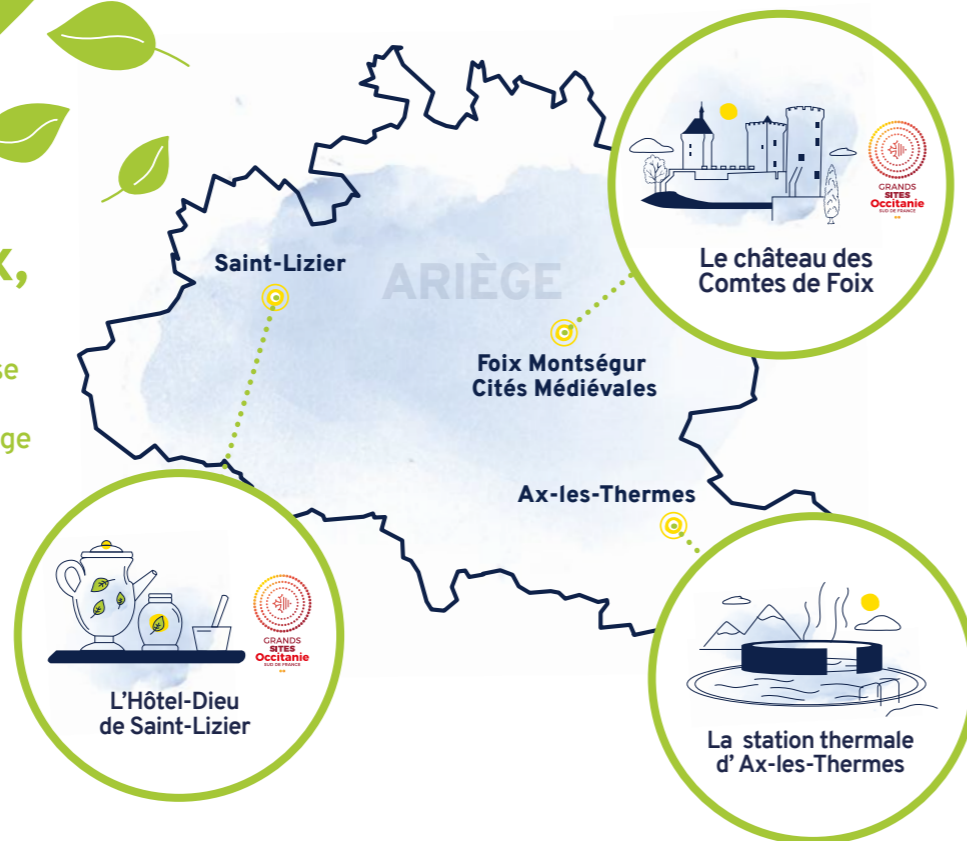 x,
se
ge
ARIÈGE
Saint-Lizier
Foix Montségur
Cités Médiévales
Ax-les-Thermes
GRANDS
SITES
Occitanie
SUD DE FRANCE
Le château des
Comtes de Foix
GRANDS
SITES
Occitanie
SUD DE FRANCE
L'Hôtel-Dieu
de Saint-Lizier
La station thermale
d' Ax-les-Thermes